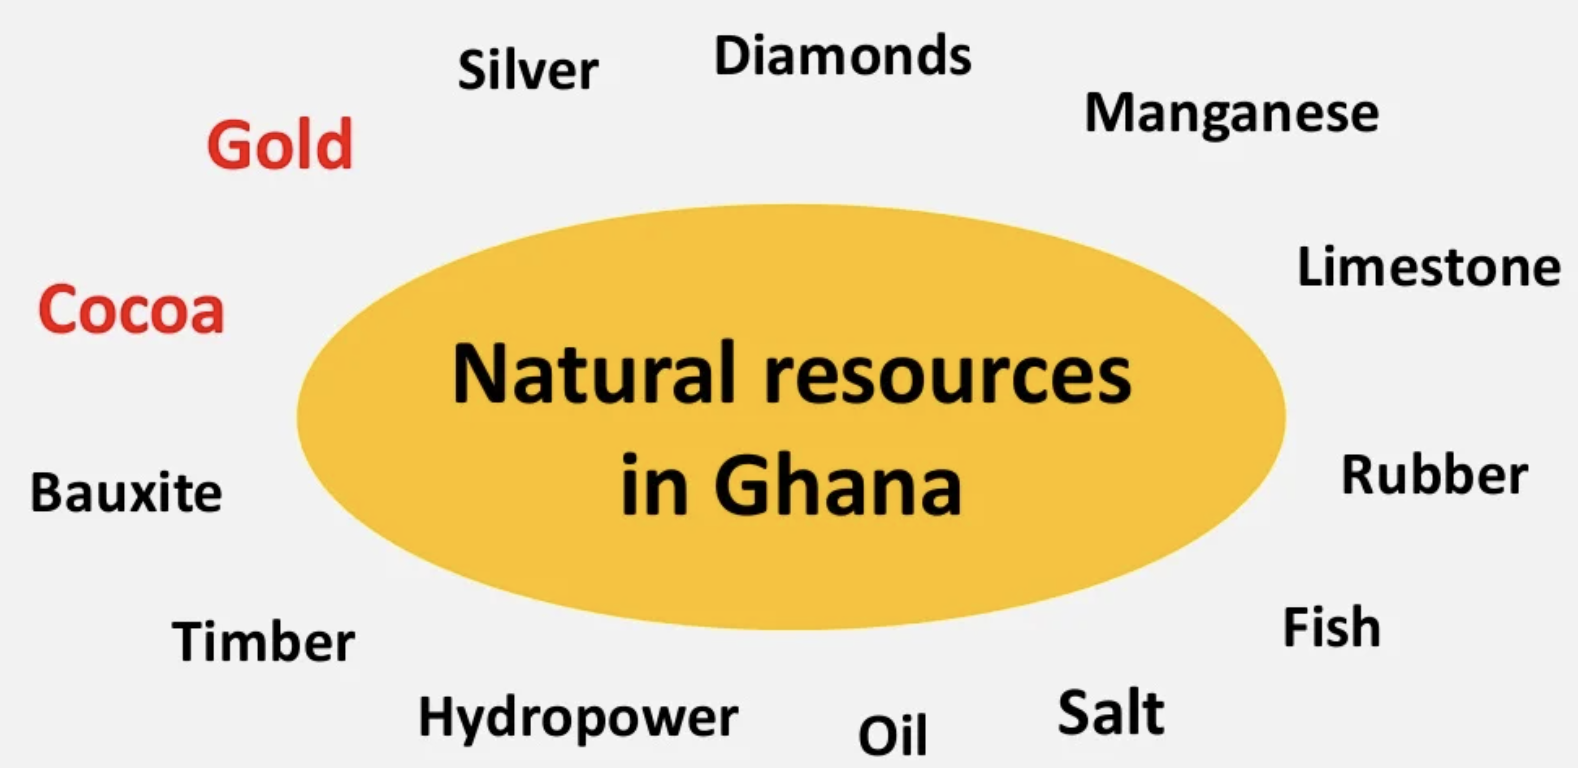 Silver
Diamonds
Manganese
Gold
Limestone
Cocoa
Natural resources
in Ghana
Rubber
Bauxite
Fish
Timber
Salt
Hydropower
Oil